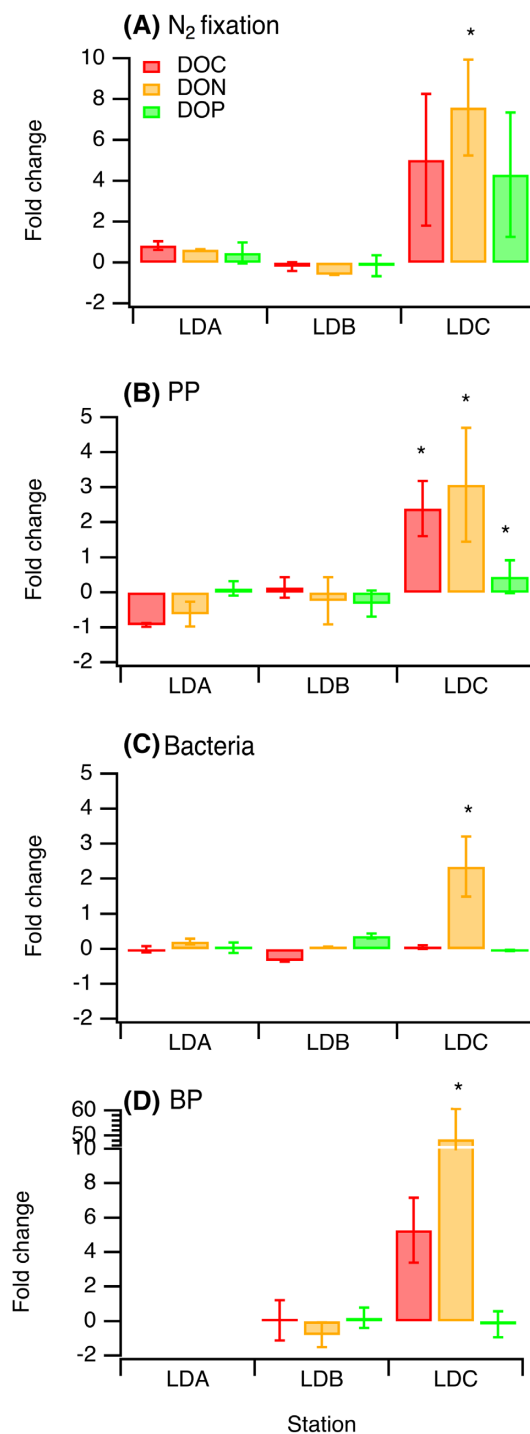 (A) N₂ fixation
*
10
8
6
4
2
0
-2
Fold change
DOC
DON
DOP
LDA LDB LDC
(B) PP
*
*
*
5
4
3
2
1
0
-1
-2
Fold change
LDA LDB LDC
(C) Bacteria
*
5
4
3
2
1
0
-1
-2
Fold change
LDA LDB LDC
(D) BP
*
60
50
10
8
6
4
2
0
-2
Fold change
LDA LDB LDC
Station